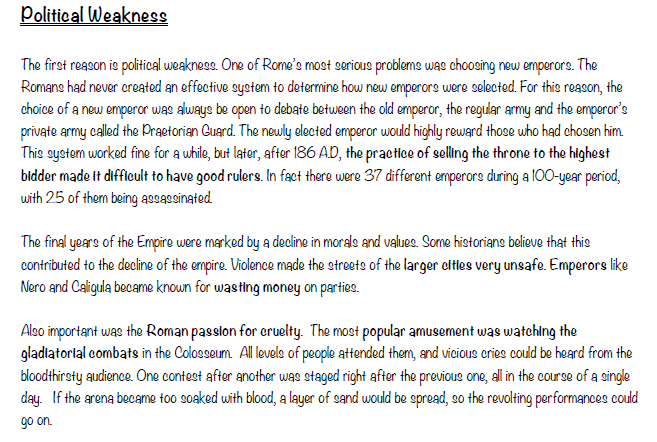 Political Weakness
The first reason is political weakness. One of Rome's most serious problems was choosing new emperors. The
Romans had never created an effective system to determine how new emperors were selected. For this reason, the
choice of a new emperor was always be open to debate between the old emperor, the regular army and the emperor's
private army called the Praetorian Guard. The newly elected emperor would highly reward those who had chosen him.
This system worked fine for a while, but later, after 186 A.D, the practice of selling the throne to the highest
bidder made it difficult to have good rulers. In fact there were 37 different emperors during a 100-year period,
with 25 of them being assassinated.
The final years of the Empire were marked by a decline in morals and values. Some historians believe that this
contributed to the decline of the empire. Violence made the streets of the larger cities very unsafe. Emperors like
Nero and Caligula became known for wasting money on parties.
Also important was the Roman passion for cruelty. The most popular amusement was watching the
gladiatorial combats in the Colosseum. All levels of people attended them, and vicious cries could be heard from the
bloodthirsty audience. One contest after another was staged right after the previous one, all in the course of a single
day. If the arena became too soaked with blood, a layer of sand would be spread, so the revolting performances could
go on.